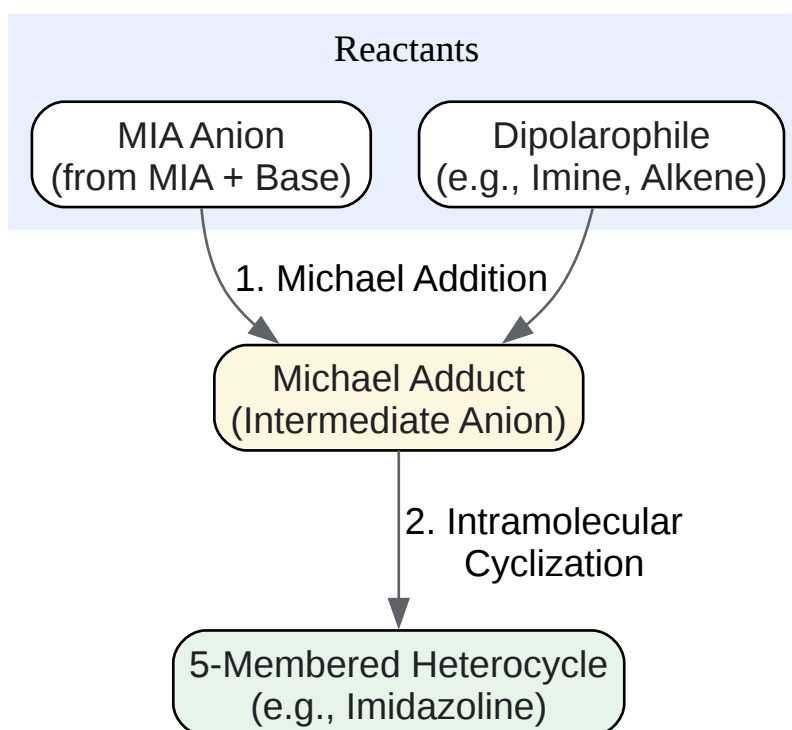 Reactants
MIA Anion
(from MIA + Base)
Dipolarophile
(e.g., Imine, Alkene)
1. Michael Addition
Michael Adduct
(Intermediate Anion)
2. Intramolecular
Cyclization
5-Membered Heterocycle
(e.g., Imidazoline)